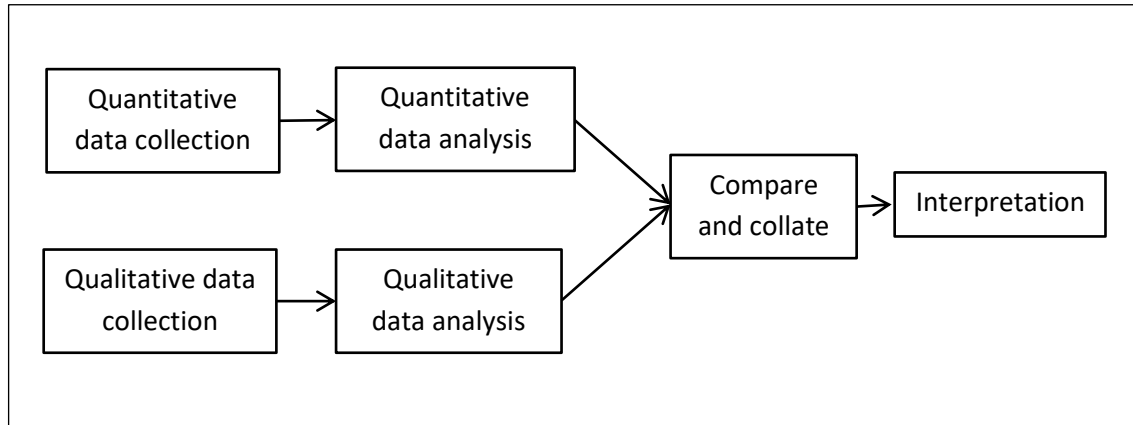 Quantitative
data collection
Quantitative
data analysis
Qualitative data
collection
Qualitative
data analysis
Compare
and collate
Interpretation